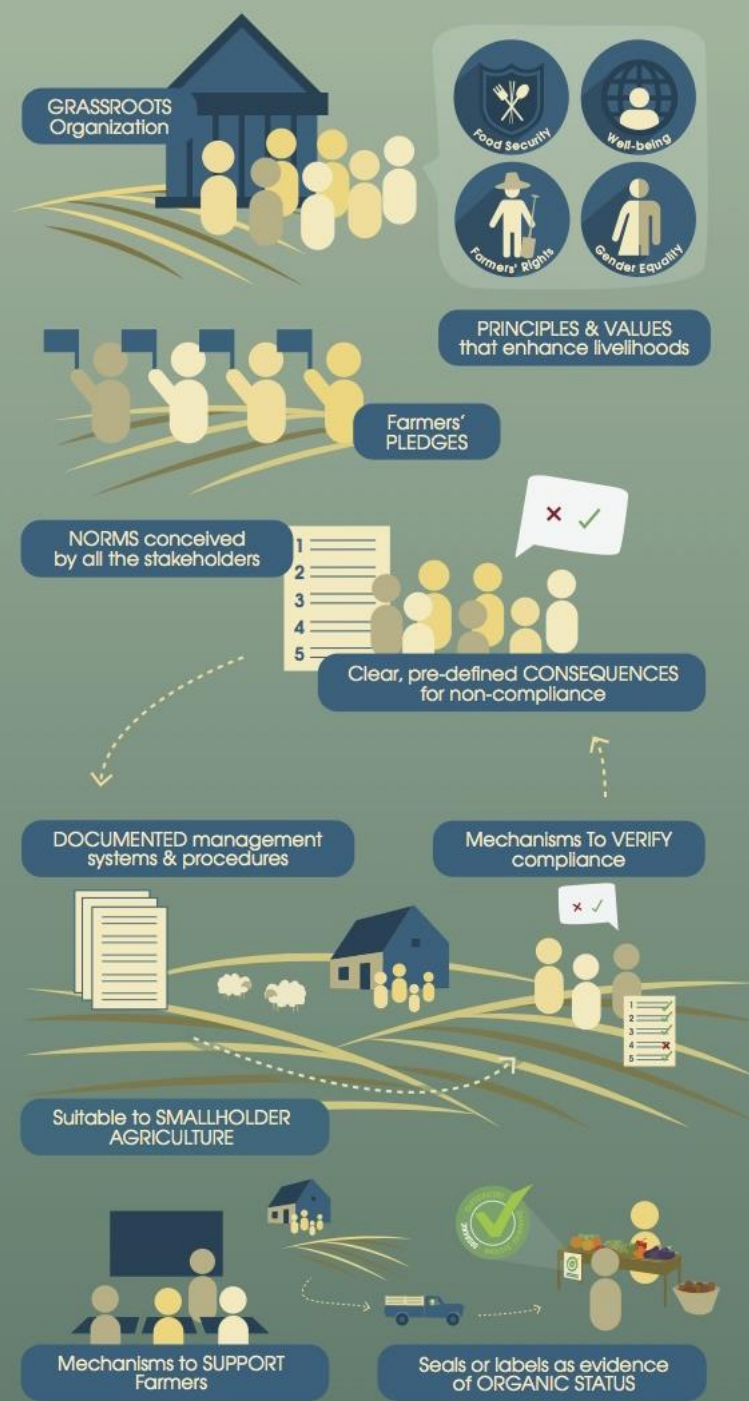 GRASSROOTS
Organization
Food Security
Well-being
Farmers' Rights
Gender Equality
PRINCIPLES & VALUES
that enhance livelihoods
Farmers'
PLEDGES
NORMS conceived
by all the stakeholders
1
2
3
4
5
Clear, pre-defined CONSEQUENCES
for non-compliance
DOCUMENTED management
systems & procedures
Mechanisms To VERIFY
compliance
1
2
3
4
5
Suitable to SMALLHOLDER
AGRICULTURE
Mechanisms to SUPPORT
Farmers
Seals or labels as evidence
of ORGANIC STATUS